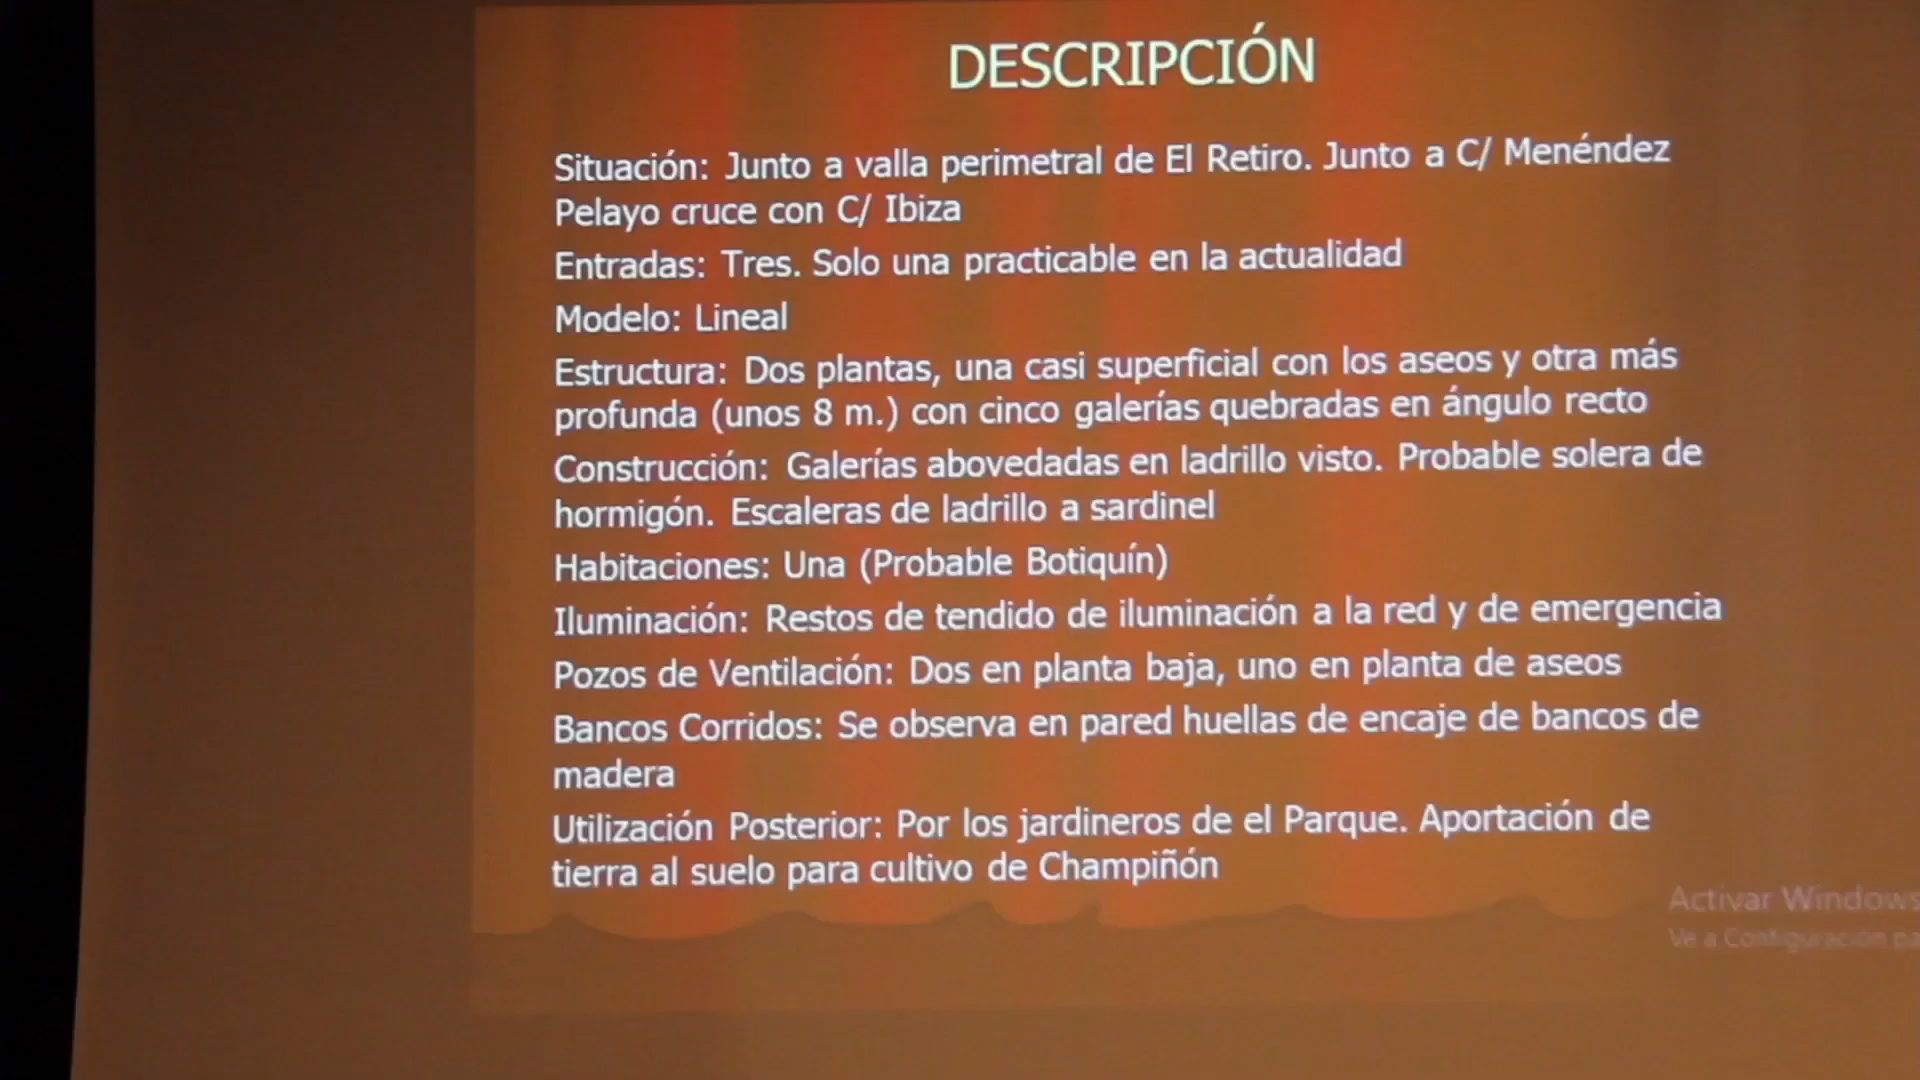 DESCRIPCIÓN
Situación: Junto a valla perimetral de El Retiro. Junto a C/ Menéndez
Pelayo cruce con C/ Ibiza
Entradas: Tres. Solo una practicable en la actualidad
Modelo: Lineal
Estructura: Dos plantas, una casi superficial con los aseos y otra más
profunda (unos 8 m.) con cinco galerías quebradas en ángulo recto
Construcción: Galerías abovedadas en ladrillo visto. Probable solera de
hormigón. Escaleras de ladrillo a sardinel
Habitaciones: Una (Probable Botiquín)
Iluminación: Restos de tendido de iluminación a la red y de emergencia
Pozos de Ventilación: Dos en planta baja, uno en planta de aseos
Bancos Corridos: Se observa en pared huellas de encaje de bancos de
madera
Utilización Posterior: Por los jardineros de el Parque. Aportación de
tierra al suelo para cultivo de Champiñón
Activar Windows
Ve a Configuración pa